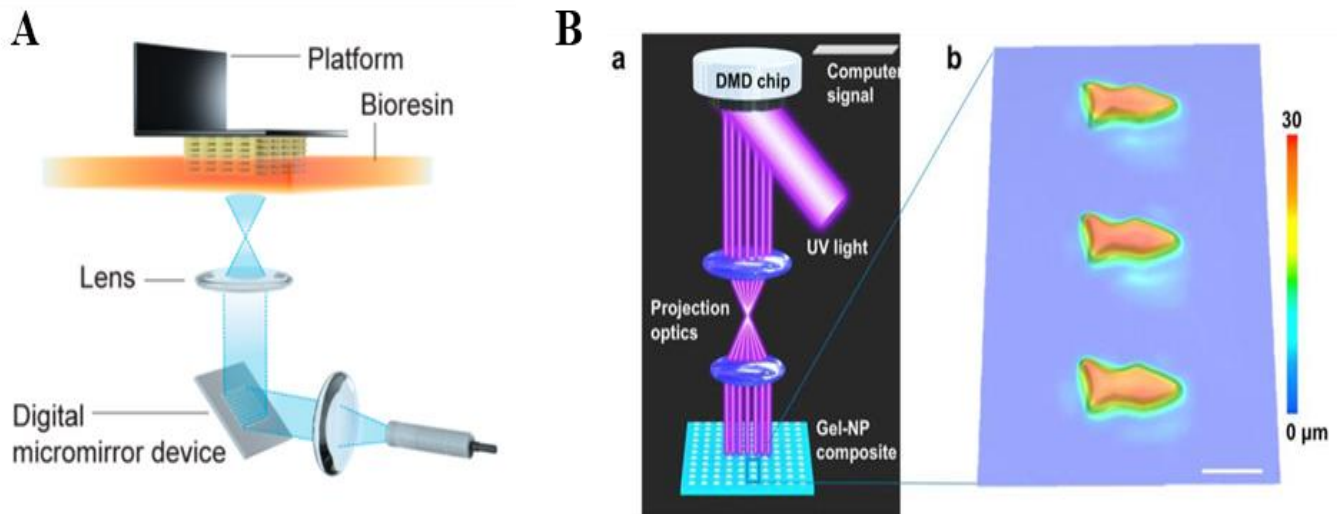 A
Platform
Bioresin
Lens
Digital
micromirror device
B
a
DMD chip
Computer
signal
UV light
Projection
optics
Gel-NP
composite
b
30
0 µm